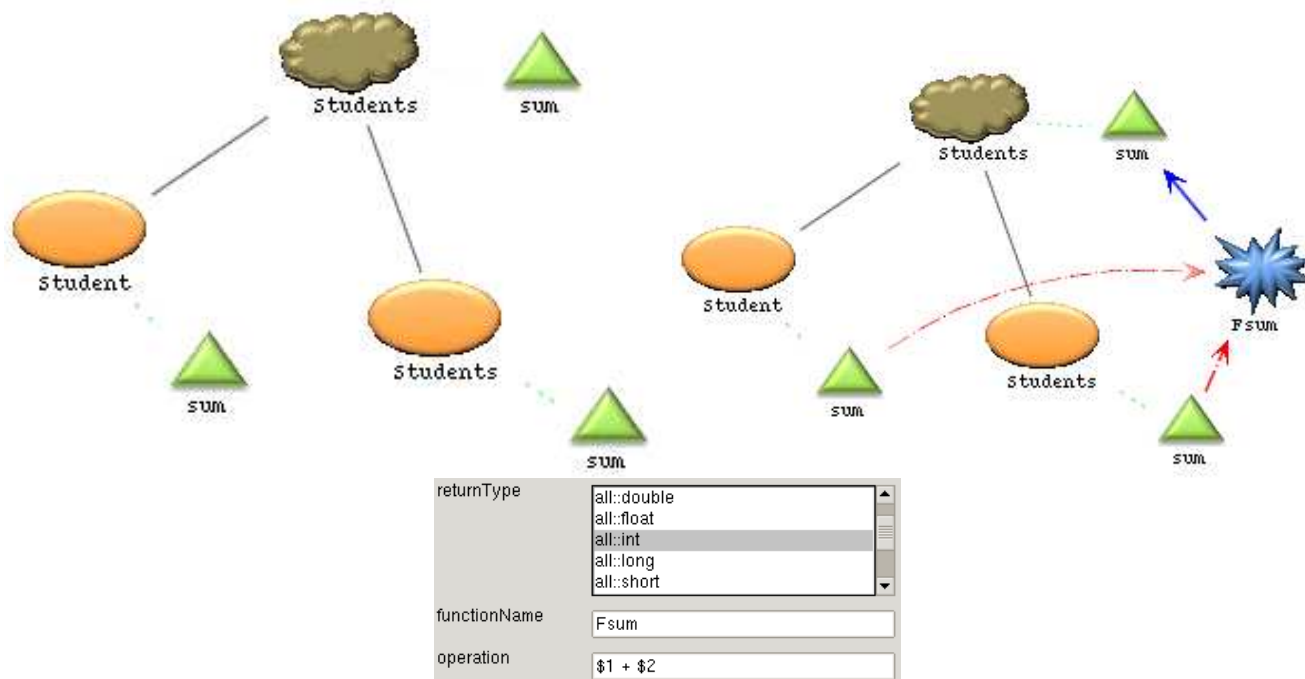 Students
sum
Student
sum
Students
sum
Students
sum
Student
sum
Students
sum
Fsum
returnType
all::double
all::float
all::int
all::long
all::short
functionName
Fsum
operation
$1 + $2